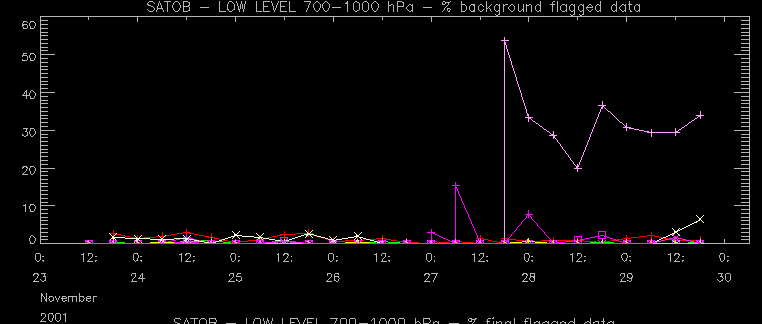 SATOB – LOW LEVEL 700–1000 hPa – % background flagged data
60
50
40
30
20
10
0
0: 12: 0: 12: 0: 12: 0: 12: 0: 12: 0: 12: 0: 12: 0:
23 24 25 26 27 28 29 30
November
2001
SATOB – LOW LEVEL 700–1000 hPa – % final flagged data